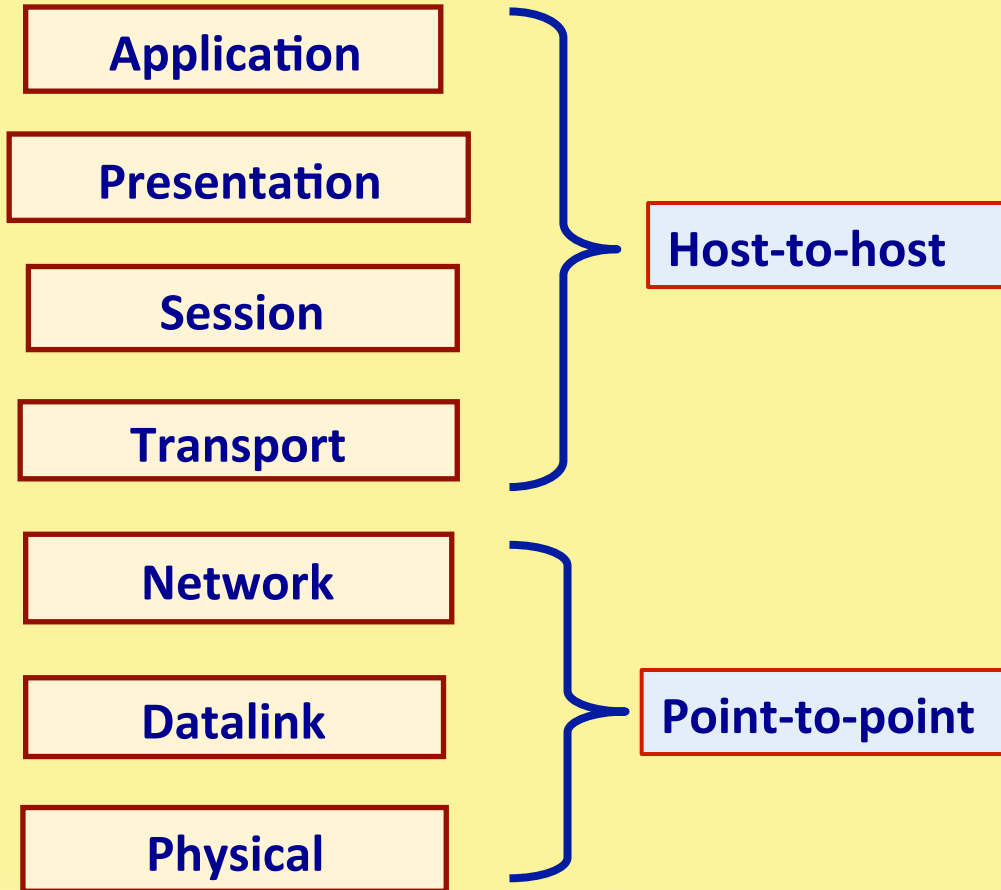 Application
Presentation
Session
Transport
Host-to-host
Network
Datalink
Physical
Point-to-point